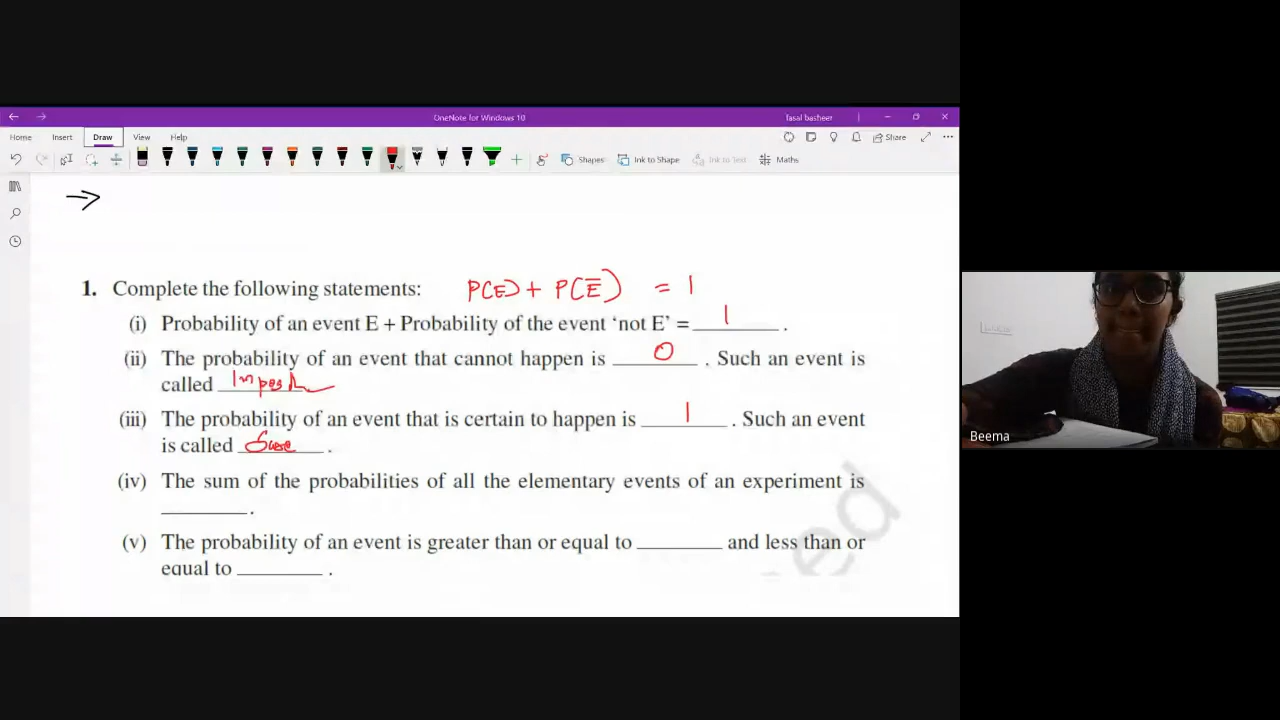 OneNote for Windows 10
fasal basheer
Home Insert Draw View Help
Share
Shapes Ink to Shape Ink to Text Maths
1. Complete the following statements: P(E) + P(E̅) = 1
(i) Probability of an event E + Probability of the event ‘not E’ = 1 .
(ii) The probability of an event that cannot happen is 0 . Such an event is
called
(iii) The probability of an event that is certain to happen is 1 . Such an event
is called Sure .
(iv) The sum of the probabilities of all the elementary events of an experiment is
________ .
(v) The probability of an event is greater than or equal to ________ and less than or
equal to ________ .
Beema